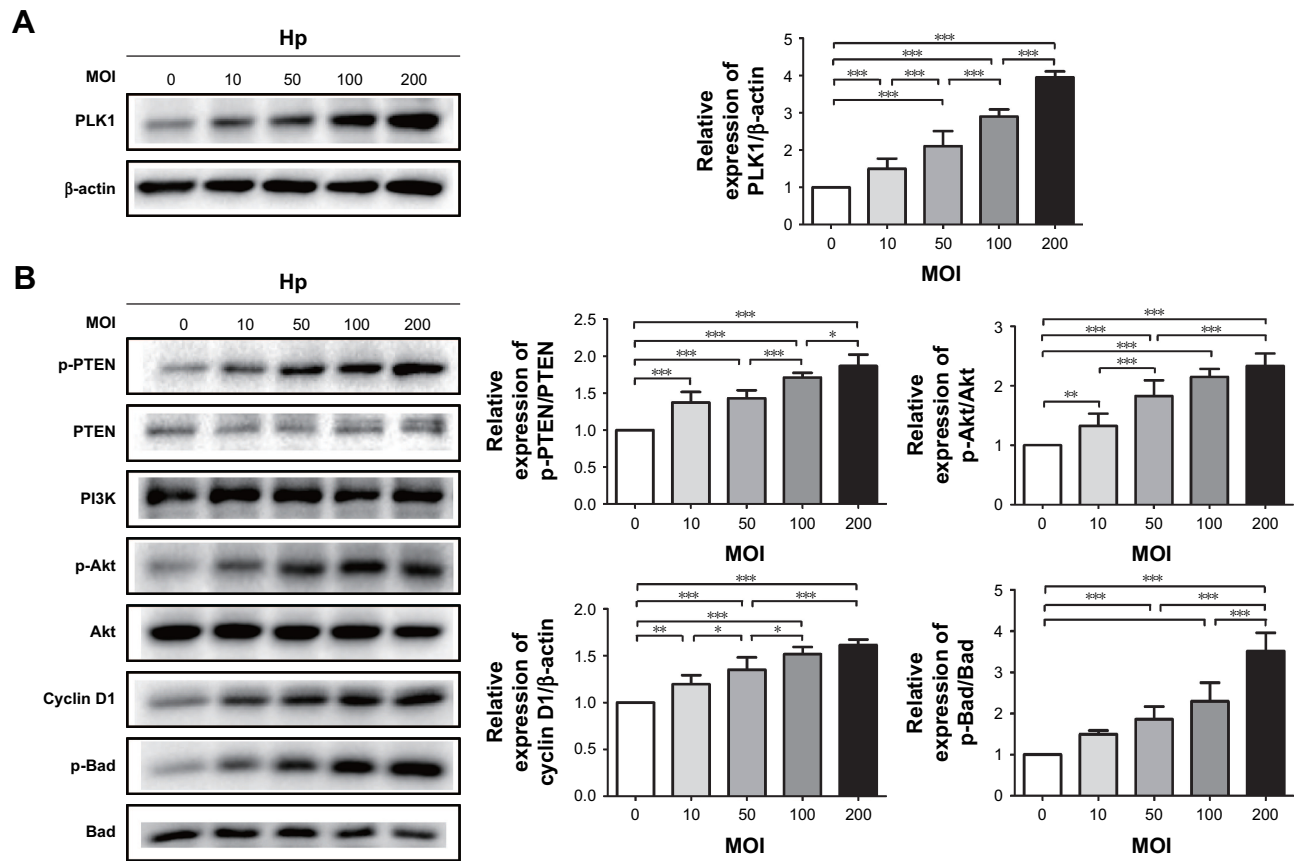 A
Hp
MOI 0 10 50 100 200
PLK1
β-actin
Relative
expression of
PLK1/β-actin
5
4
3
2
1
0
***
***
*** *** *** ***
***
0 10 50 100 200
MOI
B
Hp
MOI 0 10 50 100 200
p-PTEN
PTEN
PI3K
p-Akt
Akt
Cyclin D1
p-Bad
Bad
Relative
expression of
p-PTEN/PTEN
2.5
2.0
1.5
1.0
0.5
0.0
***
*** *
*** ***
***
0 10 50 100 200
MOI
Relative
expression of
p-Akt/Akt
3
2
1
0
***
*** ***
***
***
**
0 10 50 100 200
MOI
Relative
expression of
cyclin D1/β-actin
2.0
1.5
1.0
0.5
0.0
***
*** ***
***
** * *
0 10 50 100 200
MOI
Relative
expression of
p-Bad/Bad
5
4
3
2
1
0
***
*** ***
***
0 10 50 100 200
MOI